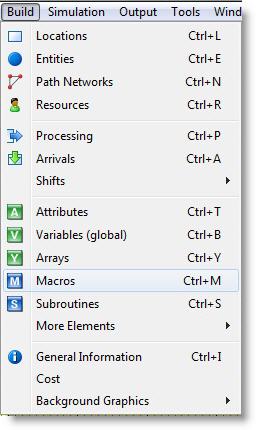 Build Simulation Output Tools Wind
Locations Ctrl+L
Entities Ctrl+E
Path Networks Ctrl+N
Resources Ctrl+R
Processing Ctrl+P
Arrivals Ctrl+A
Shifts
A Attributes Ctrl+T
V Variables (global) Ctrl+B
Y Arrays Ctrl+Y
M Macros Ctrl+M
S Subroutines Ctrl+S
More Elements
i General Information Ctrl+I
Cost
Background Graphics